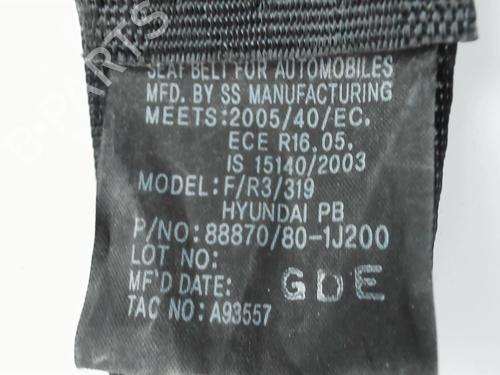 SEAT BELT FOR AUTOMOBILES
MFD. BY SS MANUFACTURING
MEETS:2005/40/EC.
ECE R16.05.
IS 15140/2003
MODEL:F/R3/319
HYUNDAI PB
P/NO:88870/80-1J200
LOT NO:
MF'D DATE: GDE
TAC NO:A93557